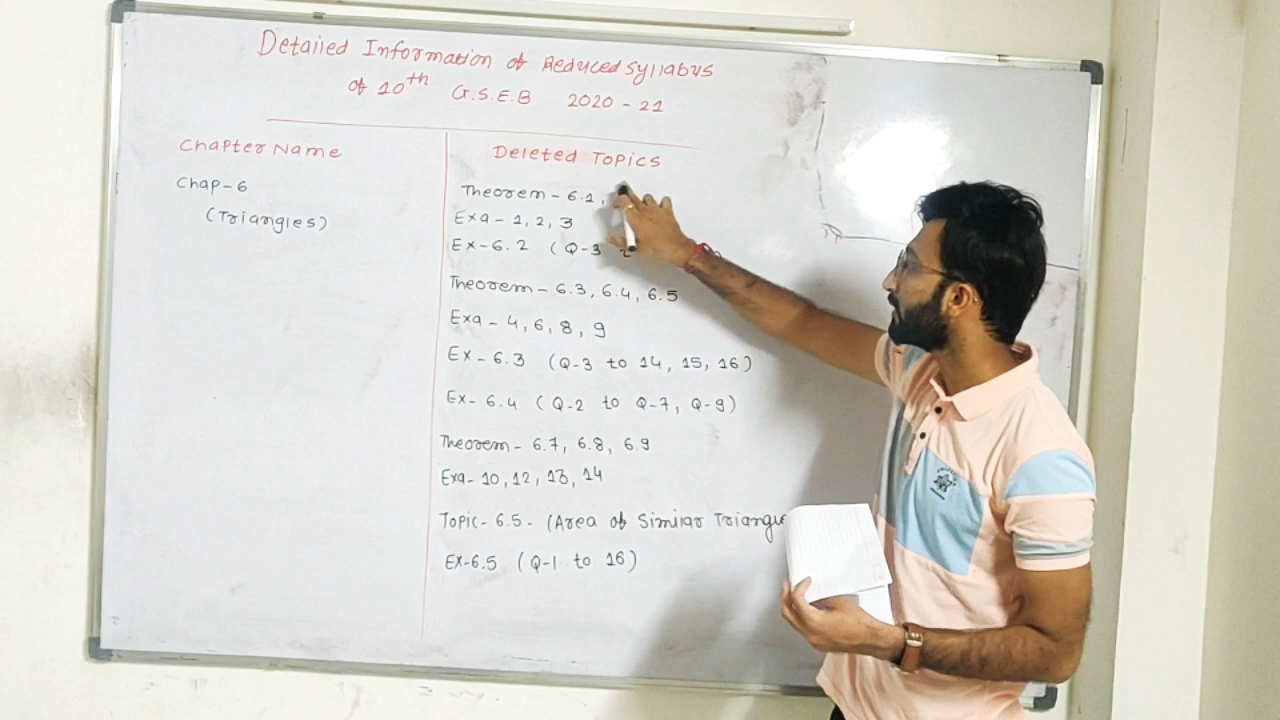 Detailed Information of Reduced Syllabus
of 10th G.S.E.B 2020-21
Chapter Name
Deleted Topics
Chap-6
(Triangles)
Theorem - 6.1,
Exa - 1, 2, 3
Ex-6.2 (Q-3
Theorem - 6.3, 6.4, 6.5
Exa - 4, 6, 8, 9
Ex - 6.3 (Q-3 to 14, 15, 16)
Ex- 6.4 (Q-2 to Q-7, Q-9)
Theorem - 6.7, 6.8, 6.9
Exa- 10, 12, 13, 14
Topic- 6.5 - (Area of Similar
Ex-6.5 (Q-1 to 16)